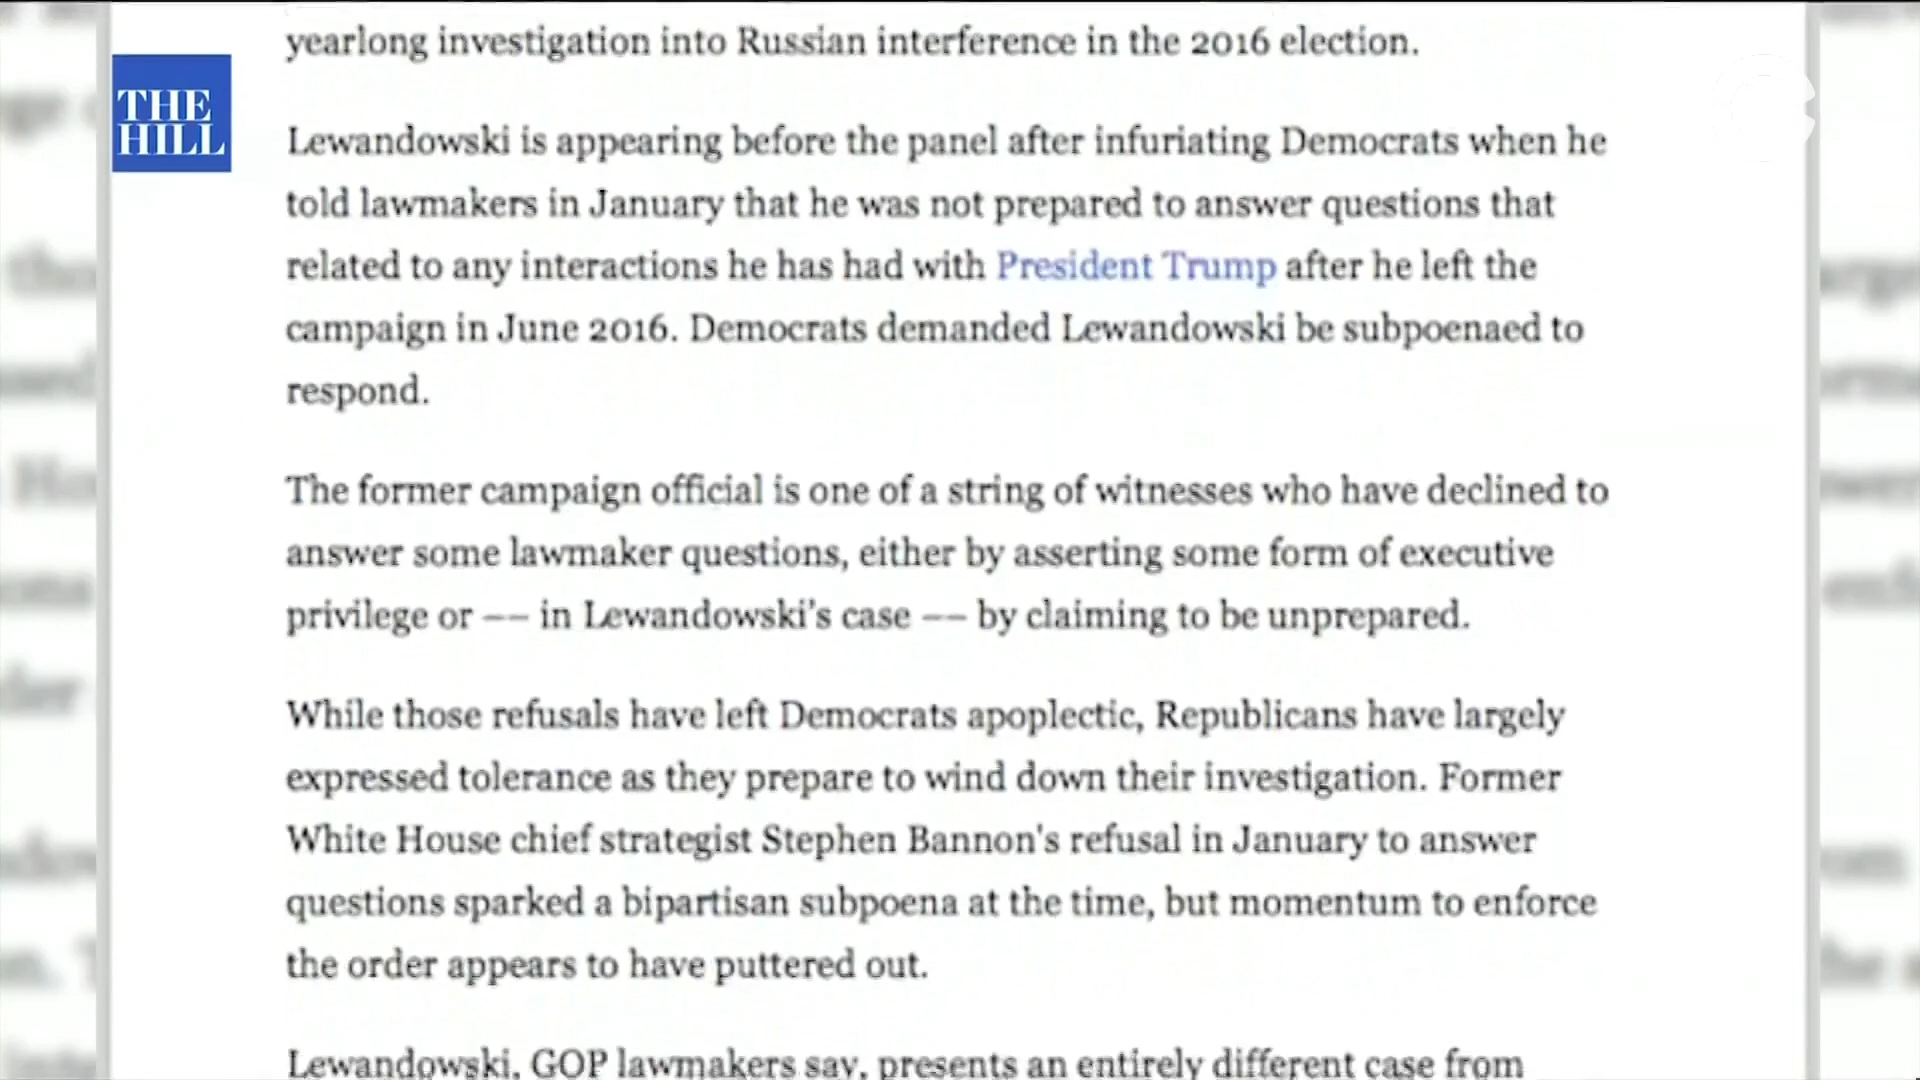 THE
HILL
yearlong investigation into Russian interference in the 2016 election.
Lewandowski is appearing before the panel after infuriating Democrats when he
told lawmakers in January that he was not prepared to answer questions that
related to any interactions he has had with President Trump after he left the
campaign in June 2016. Democrats demanded Lewandowski be subpoenaed to
respond.
The former campaign official is one of a string of witnesses who have declined to
answer some lawmaker questions, either by asserting some form of executive
privilege or –– in Lewandowski's case –– by claiming to be unprepared.
While those refusals have left Democrats apoplectic, Republicans have largely
expressed tolerance as they prepare to wind down their investigation. Former
White House chief strategist Stephen Bannon's refusal in January to answer
questions sparked a bipartisan subpoena at the time, but momentum to enforce
the order appears to have puttered out.
Lewandowski, GOP lawmakers say, presents an entirely different case from